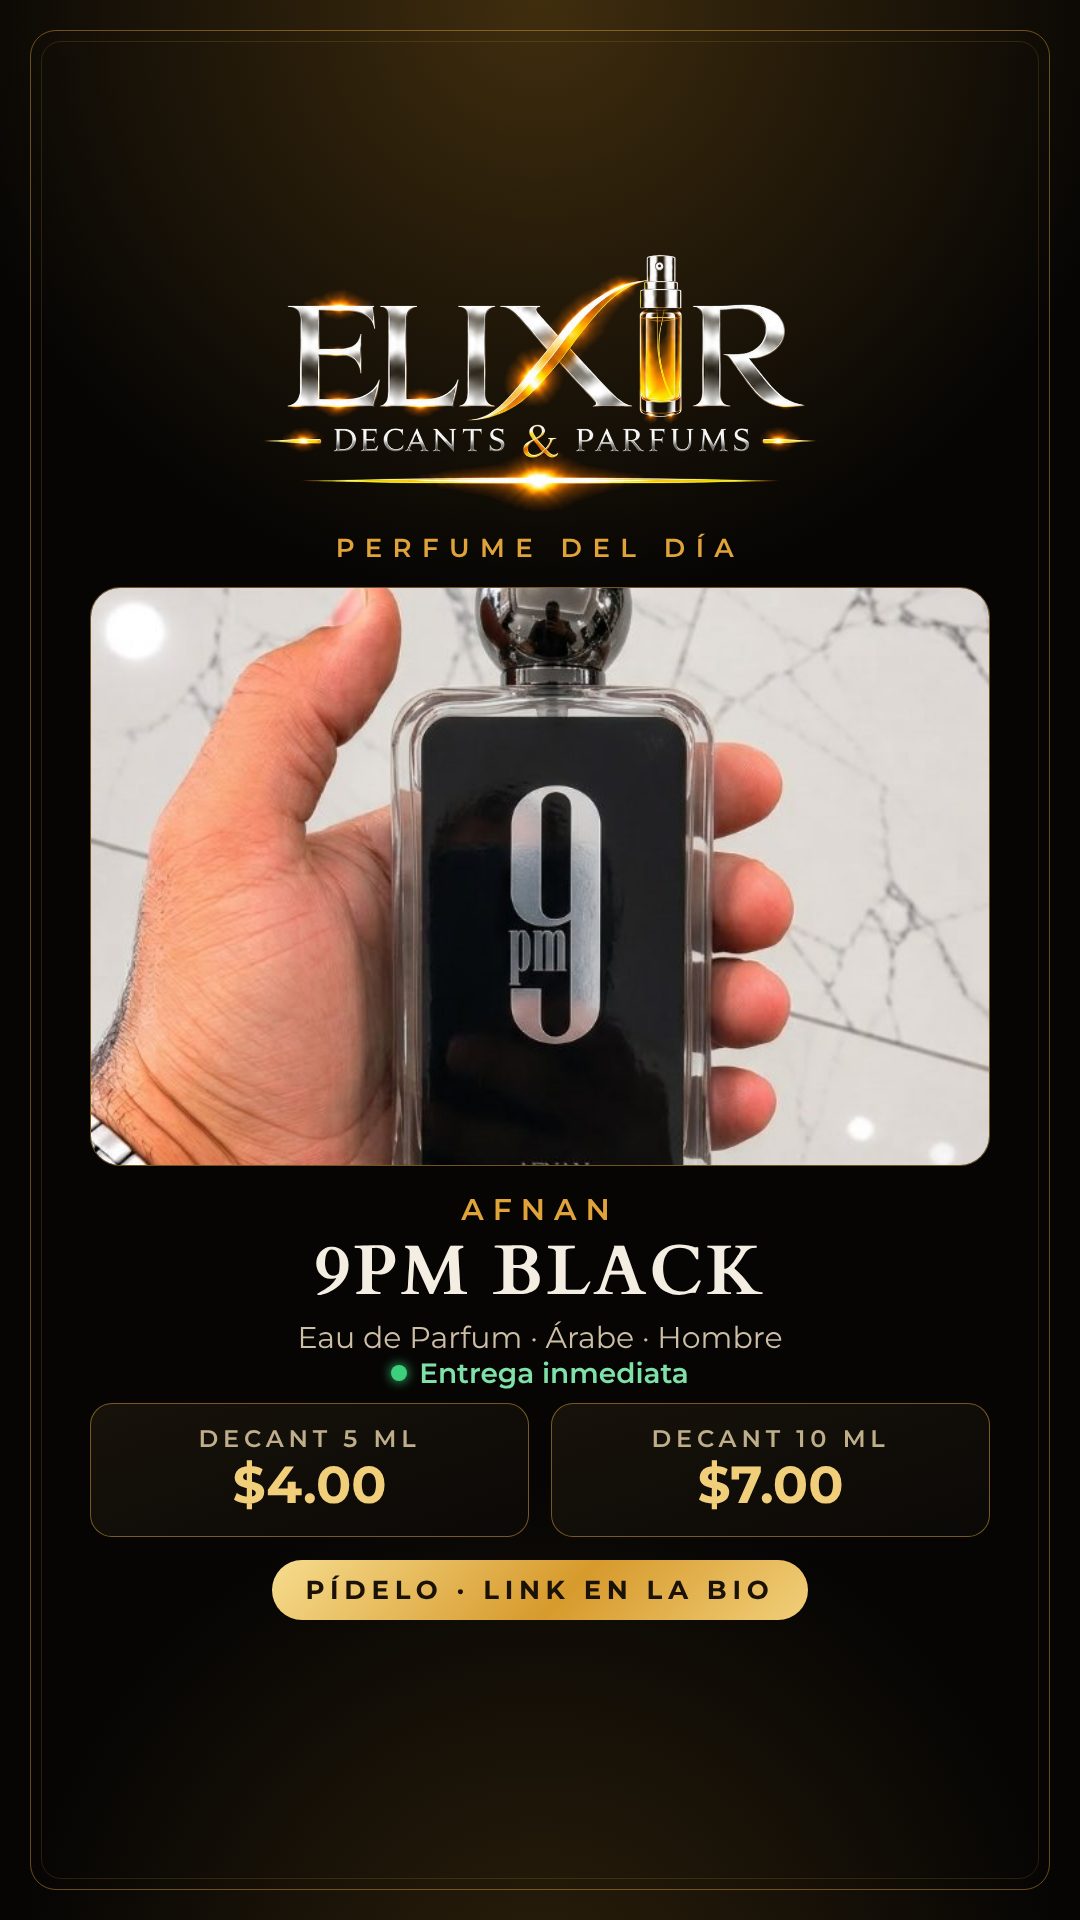 ELIXIR
DECANTS & PARFUMS
PERFUME DEL DÍA
9
pm
AFNAN
9PM BLACK
Eau de Parfum · Árabe · Hombre
Entrega inmediata
DECANT 5 ML
$4.00
DECANT 10 ML
$7.00
PÍDELO · LINK EN LA BIO